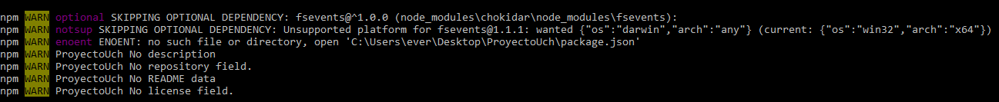 npm WARN optional SKIPPING OPTIONAL DEPENDENCY: fsevents@^1.0.0 (node_modules\chokidar\node_modules\fsevents):
npm WARN notsup SKIPPING OPTIONAL DEPENDENCY: Unsupported platform for fsevents@1.1.1: wanted {"os":"darwin","arch":"any"} (current: {"os":"win32","arch":"x64"})
npm WARN enoent ENOENT: no such file or directory, open 'C:\Users\ever\Desktop\ProyectoUch\package.json'
npm WARN ProyectoUch No description
npm WARN ProyectoUch No repository field.
npm WARN ProyectoUch No README data
npm WARN ProyectoUch No license field.